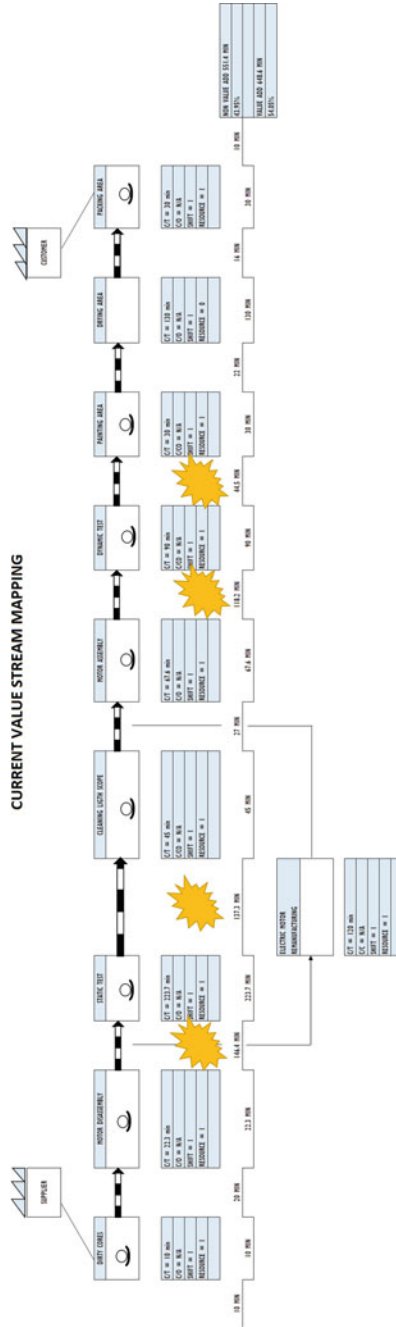 CURRENT VALUE STREAM MAPPING
SUPPLIER
CUSTOMER
DIRTY CORES
C/T = 10 min
C/O = N/A
SHIFT = 1
RESOURCE = 1
MOTOR DISASSEMBLY
C/T = 22.3 min
C/O = N/A
SHIFT = 1
RESOURCE = 1
STATIC TEST
C/T = 223.7 min
C/O = N/A
SHIFT = 1
RESOURCE = 1
CLEANING LIGTH SCOPE
C/T = 45 min
C/CO = N/A
SHIFT = 1
RESOURCE = 1
MOTOR ASSEMBLY
C/T = 67.6 min
C/O = N/A
SHIFT = 1
RESOURCE = 1
DYNAMIC TEST
C/T = 90 min
C/CO = N/A
SHIFT = 1
RESOURCE = 1
PAINTING AREA
C/T = 30 min
C/CO = N/A
SHIFT = 1
RESOURCE = 1
DRYING AREA
C/T = 120 min
C/O = N/A
SHIFT = 1
RESOURCE = 0
PACKING AREA
C/T = 30 min
C/O = N/A
SHIFT = 1
RESOURCE = 1
10 MIN
10 MIN
20 MIN
22.3 MIN
146.4 MIN
223.7 MIN
137.3 MIN
45 MIN
27 MIN
67.6 MIN
118.2 MIN
90 MIN
44.5 MIN
30 MIN
22 MIN
120 MIN
16 MIN
30 MIN
10 MIN
NON VALUE ADD 551.4 MIN
45.95%
VALUE ADD 648.6 MIN
54.05%
ELECTRIC MOTOR
REMANUFACTURING
C/T = 120 min
C/C = N/A
SHIFT = 1
RESOURCE = 1